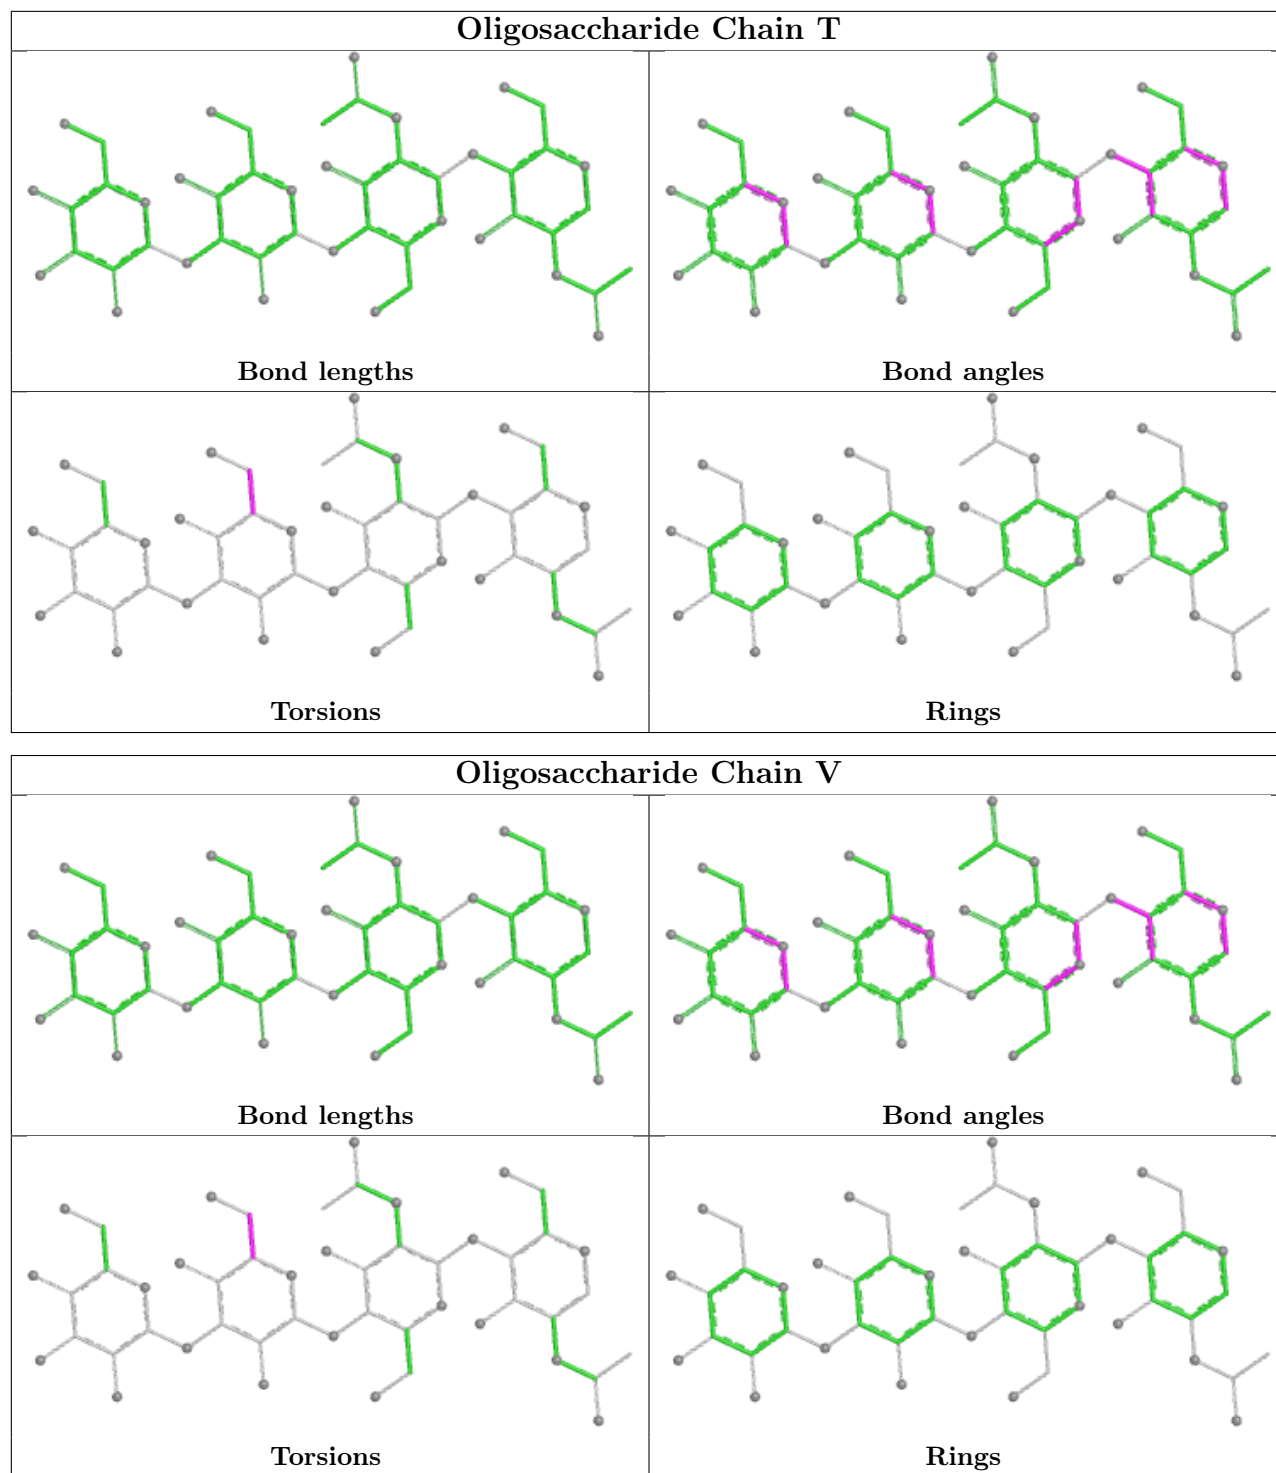 Oligosaccharide Chain T
Bond lengths
Bond angles
Torsions
Rings
Oligosaccharide Chain V
Bond lengths
Bond angles
Torsions
Rings